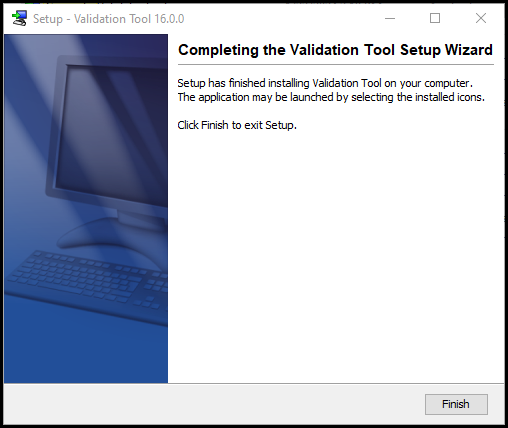 Setup - Validation Tool 16.0.0
Completing the Validation Tool Setup Wizard
Setup has finished installing Validation Tool on your computer.
The application may be launched by selecting the installed icons.
Click Finish to exit Setup.
Finish